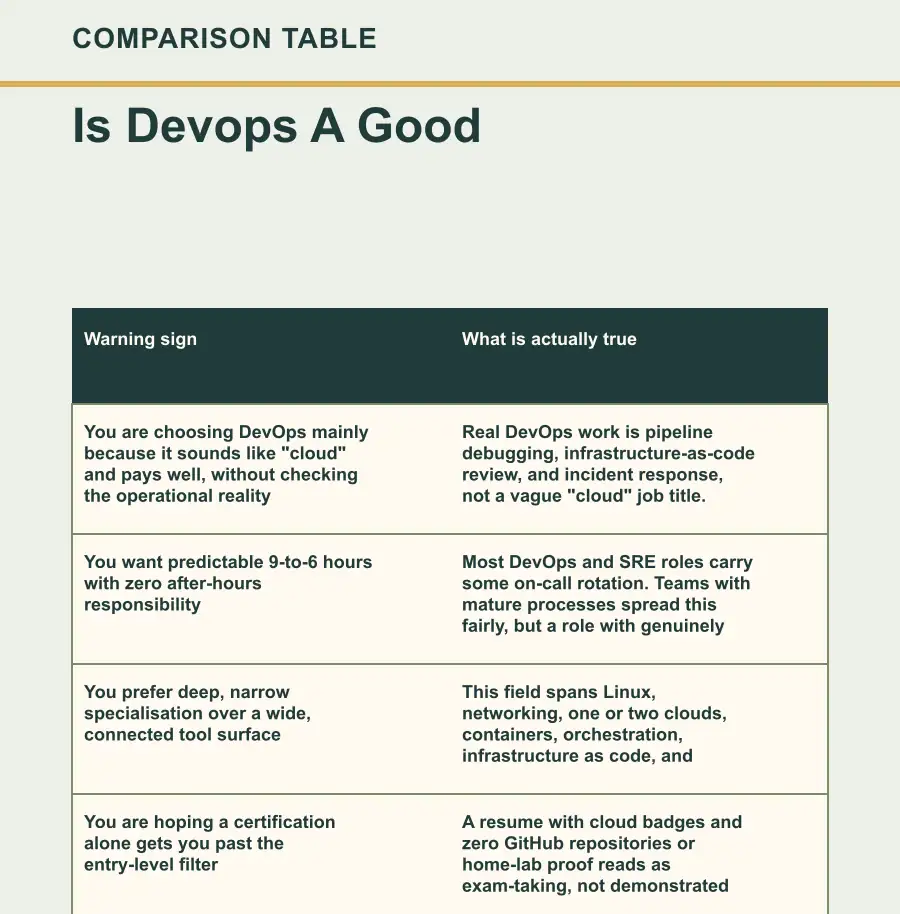 COMPARISON TABLE
Is Devops A Good
Warning sign
What is actually true
You are choosing DevOps mainly
because it sounds like "cloud"
and pays well, without checking
the operational reality
Real DevOps work is pipeline
debugging, infrastructure-as-code
review, and incident response,
not a vague "cloud" job title.
You want predictable 9-to-6 hours
with zero after-hours
responsibility
Most DevOps and SRE roles carry
some on-call rotation. Teams with
mature processes spread this
fairly, but a role with genuinely
You prefer deep, narrow
specialisation over a wide,
connected tool surface
This field spans Linux,
networking, one or two clouds,
containers, orchestration,
infrastructure as code, and
You are hoping a certification
alone gets you past the
entry-level filter
A resume with cloud badges and
zero GitHub repositories or
home-lab proof reads as
exam-taking, not demonstrated